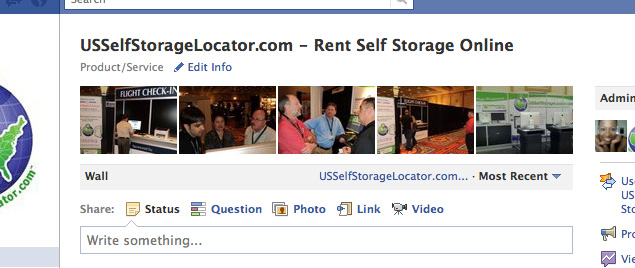 Search
USSelfStorageLocator.com – Rent Self Storage Online
Product/Service Edit Info
FLIGHT CHECK-IN
Admin
Wall USSelfStorageLocator.com... · Most Recent
Share: Status Question Photo Link Video
Write something...
ator.com
Us
US
Sto
Pro
Vie